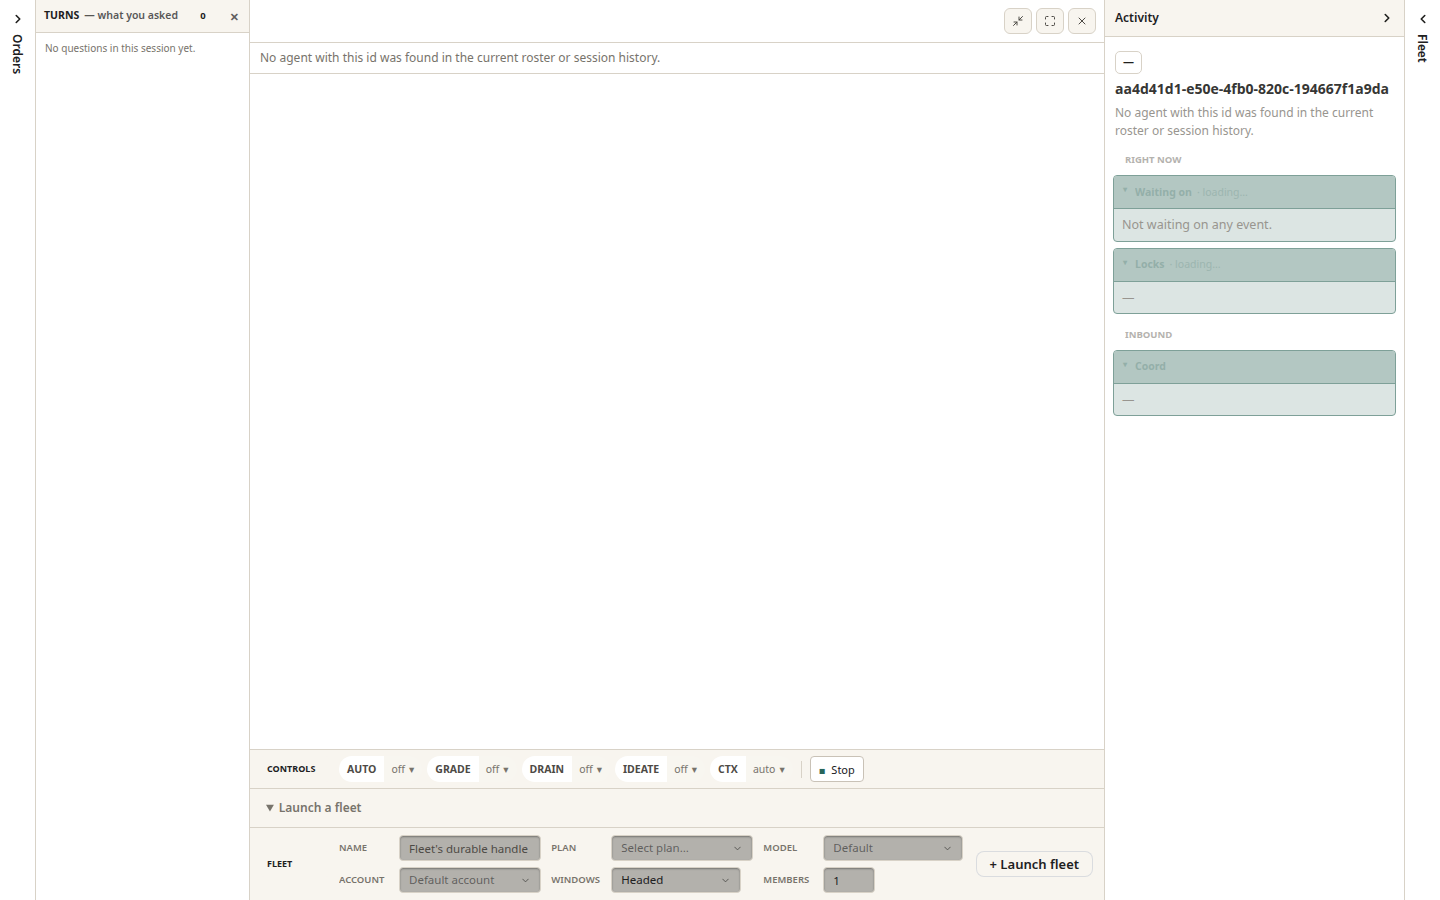 Orders
TURNS — what you asked 0 ×
No questions in this session yet.
No agent with this id was found in the current roster or session history.
CONTROLS AUTO off ▾ GRADE off ▾ DRAIN off ▾ IDEATE off ▾ CTX auto ▾ ■ Stop
▼ Launch a fleet
FLEET
NAME Fleet's durable handle PLAN Select plan... MODEL Default
ACCOUNT Default account WINDOWS Headed MEMBERS 1
+ Launch fleet
Activity
—
aa4d41d1-e50e-4fb0-820c-194667f1a9da
No agent with this id was found in the current
roster or session history.
RIGHT NOW
▾ Waiting on · loading...
Not waiting on any event.
▾ Locks · loading...
—
INBOUND
▾ Coord
—
Fleet